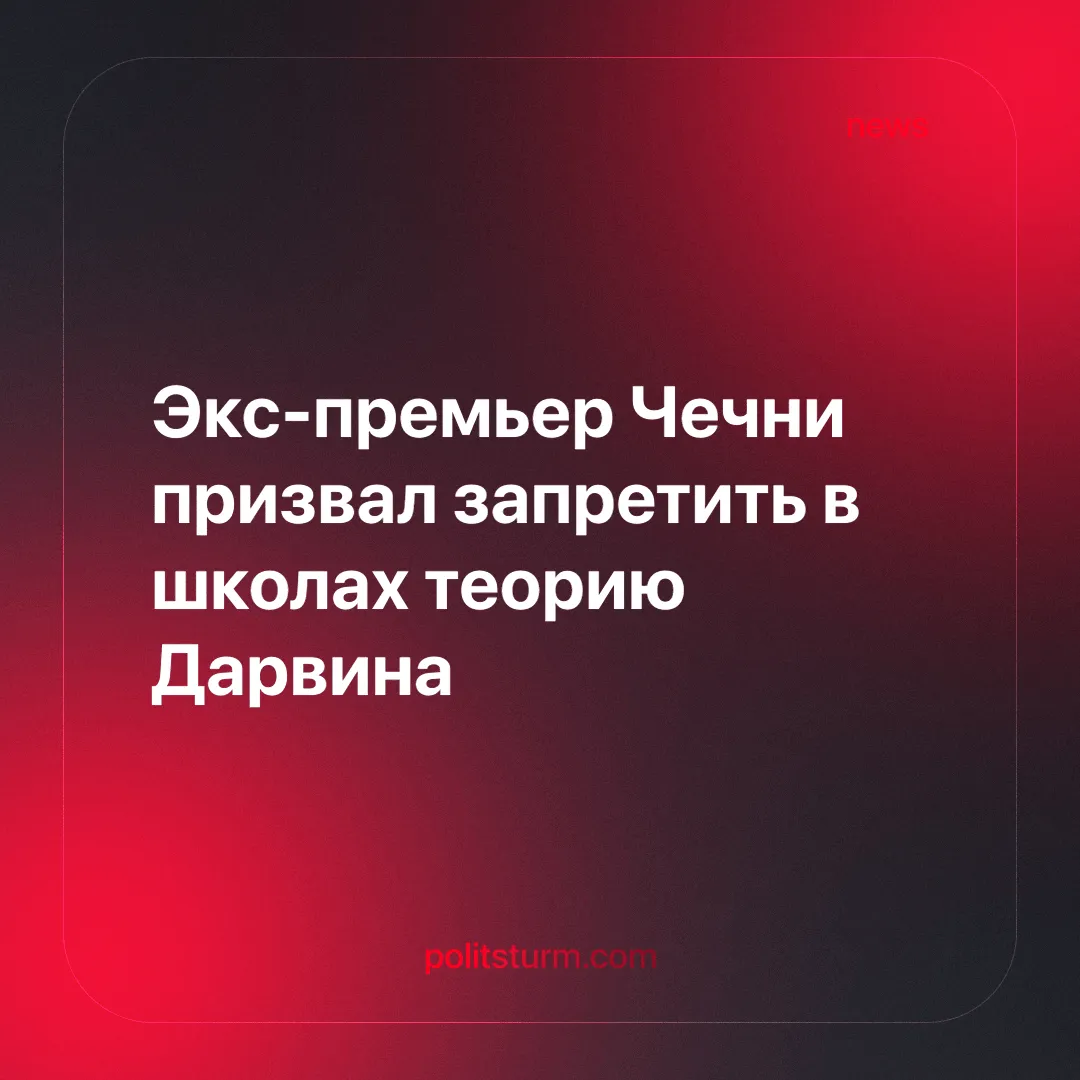 news
Экс-премьер Чечни
призвал запретить в
школах теорию
Дарвина
politsturm.com